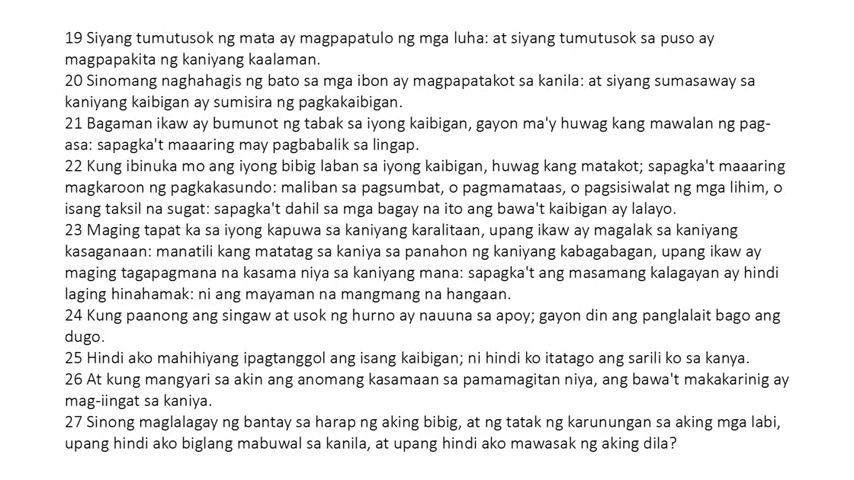 19 Siyang tumutusok ng mata ay magpapatulo ng mga luha: at siyang tumutusok sa puso ay
magpapakita ng kaniyang kaalaman.
20 Sinomang naghahagis ng bato sa mga ibon ay magpapatakot sa kanila: at siyang sumasaway sa
kaniyang kaibigan ay sumisira ng pagkakaibigan.
21 Bagaman ikaw ay bumunot ng tabak sa iyong kaibigan, gayon ma'y huwag kang mawalan ng pag-
asa: sapagka't maaaring may pagbabalik sa lingap.
22 Kung ibinuka mo ang iyong bibig laban sa iyong kaibigan, huwag kang matakot; sapagka't maaaring
magkaroon ng pagkakasundo: maliban sa pagsumbat, o pagmamataas, o pagsisiwalat ng mga lihim, o
isang taksil na sugat: sapagka't dahil sa mga bagay na ito ang bawa't kaibigan ay lalayo.
23 Maging tapat ka sa iyong kapuwa sa kaniyang karalitaan, upang ikaw ay magalak sa kaniyang
kasaganaan: manatili kang matatag sa kaniya sa panahon ng kaniyang kabagabagan, upang ikaw ay
maging tagapagmana na kasama niya sa kaniyang mana: sapagka't ang masamang kalagayan ay hindi
laging hinahamak: ni ang mayaman na mangmang na hangaan.
24 Kung paanong ang singaw at usok ng hurno ay nauuna sa apoy; gayon din ang panglalait bago ang
dugo.
25 Hindi ako mahihiyang ipagtanggol ang isang kaibigan; ni hindi ko itatago ang sarili ko sa kanya.
26 At kung mangyari sa akin ang anomang kasamaan sa pamamagitan niya, ang bawa't makakarinig ay
mag-iingat sa kaniya.
27 Sinong maglalagay ng bantay sa harap ng aking bibig, at ng tatak ng karunungan sa aking mga labi,
upang hindi ako biglang mabuwal sa kanila, at upang hindi ako mawasak ng aking dila?